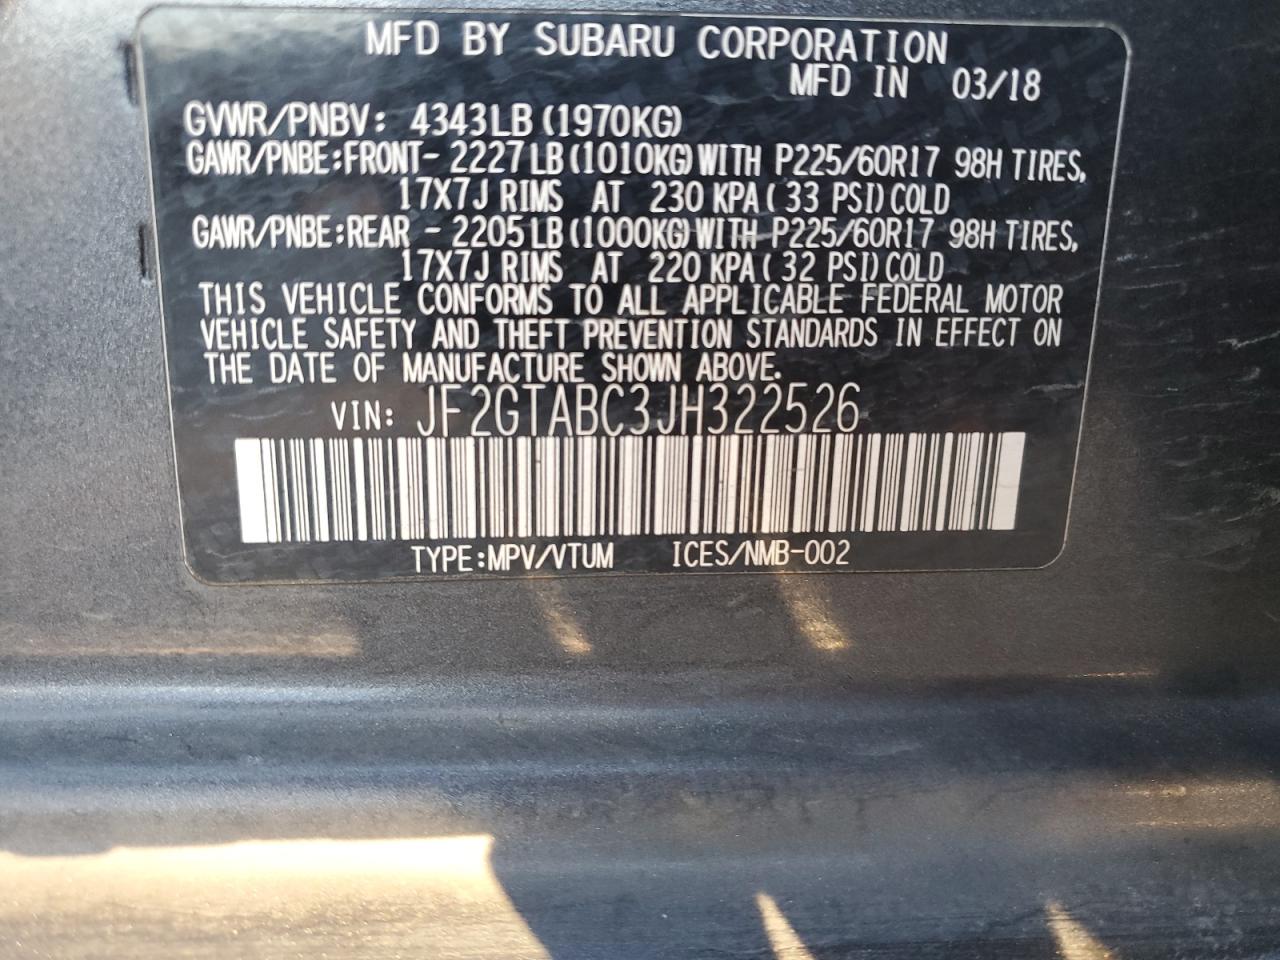 MFD BY SUBARU CORPORATION
MFD IN 03/18
GVWR/PNBV: 4343LB (1970KG)
GAWR/PNBE:FRONT- 2227LB(1010KG)WITH P225/60R17 98H TIRES,
17X7J RIMS AT 230 KPA( 33 PSI)COLD
GAWR/PNBE:REAR - 2205LB(1000KG)WITH P225/60R17 98H TIRES,
17X7J RIMS AT 220 KPA( 32 PSI)COLD
THIS VEHICLE CONFORMS TO ALL APPLICABLE FEDERAL MOTOR
VEHICLE SAFETY AND THEFT PREVENTION STANDARDS IN EFFECT ON
THE DATE OF MANUFACTURE SHOWN ABOVE.
VIN: JF2GTABC3JH322526
TYPE:MPV/VTUM ICES/NMB-002